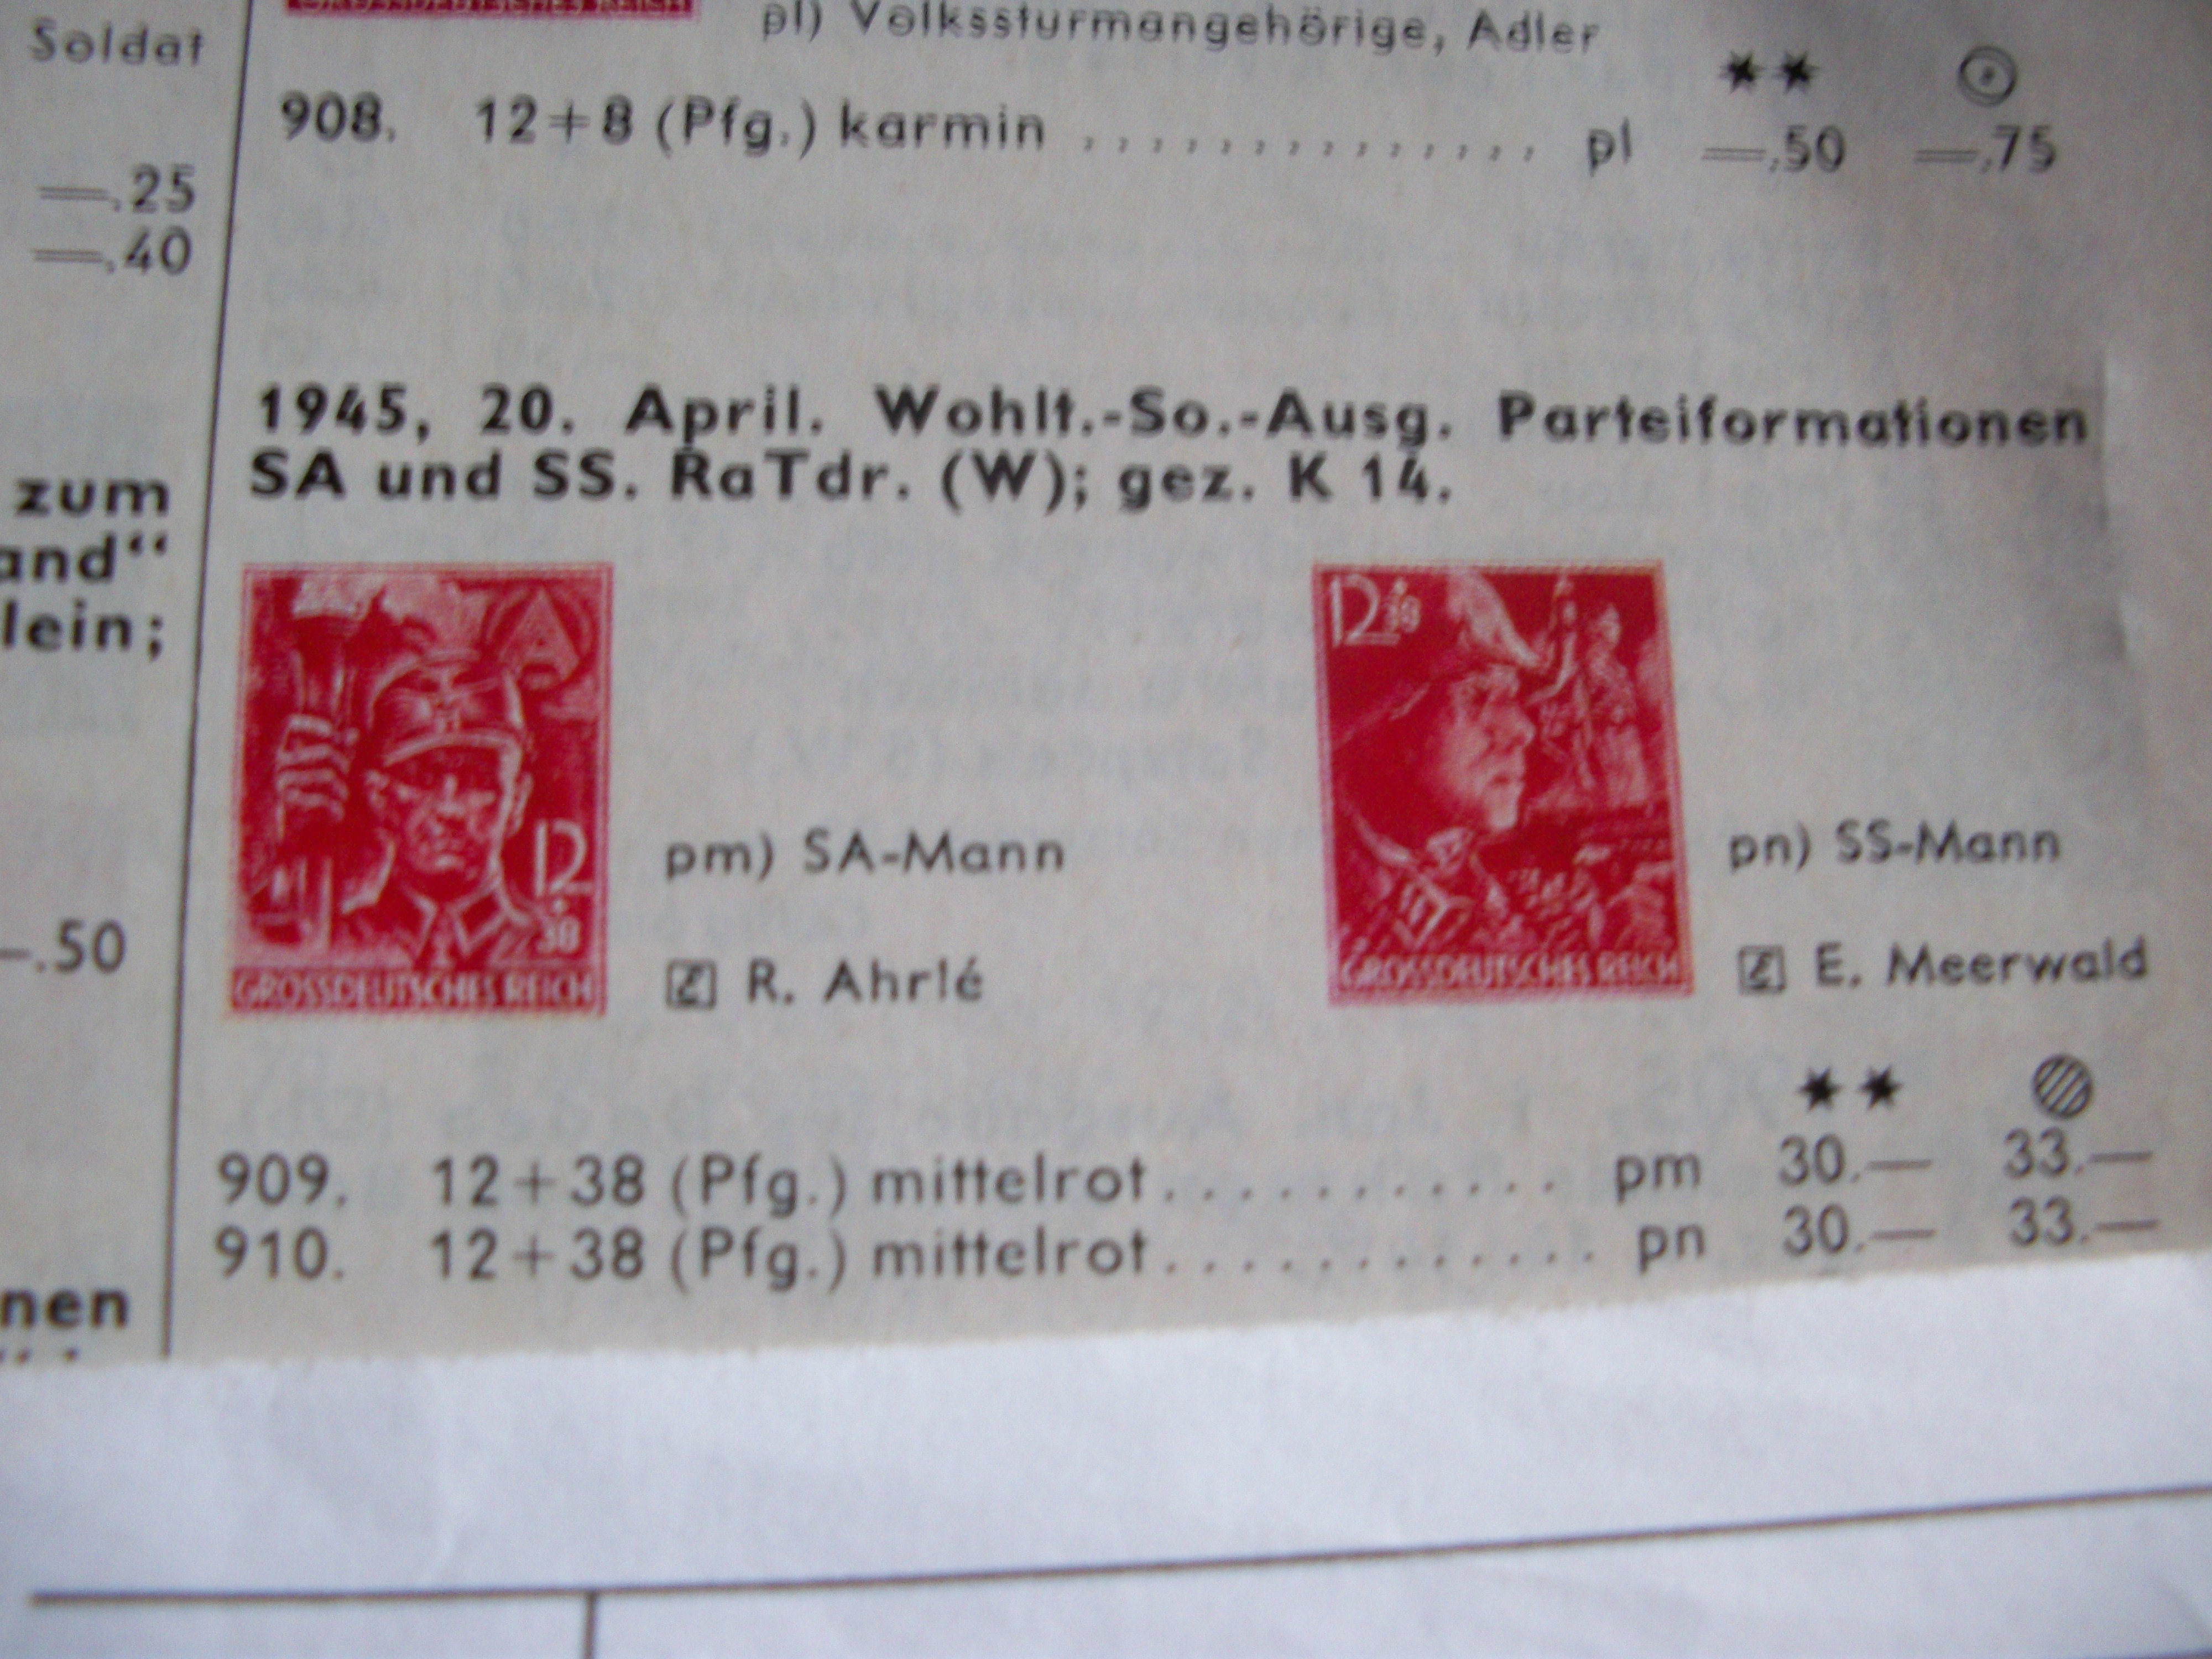 Soldat
—.25
—.40
zum
and“
lein;
—.50
nen
pl) Volkssturmangehörige, Adler
908. 12+8 (Pfg.) karmin . . . . . . . . . . . . . . pl —.50 —.75
1945, 20. April. Wohlt.-So.-Ausg. Parteiformationen
SA und SS. RaTdr. (W); gez. K 14.
A
12
+
38
GROSSDEUTSCHES REICH
pm) SA-Mann
Z R. Ahrlé
12+38
GROSSDEUTSCHES REICH
pn) SS-Mann
Z E. Meerwald
909. 12+38 (Pfg.) mittelrot . . . . . . . . . . . . pm 30.— 33.—
910. 12+38 (Pfg.) mittelrot . . . . . . . . . . . . . pn 30.— 33.—